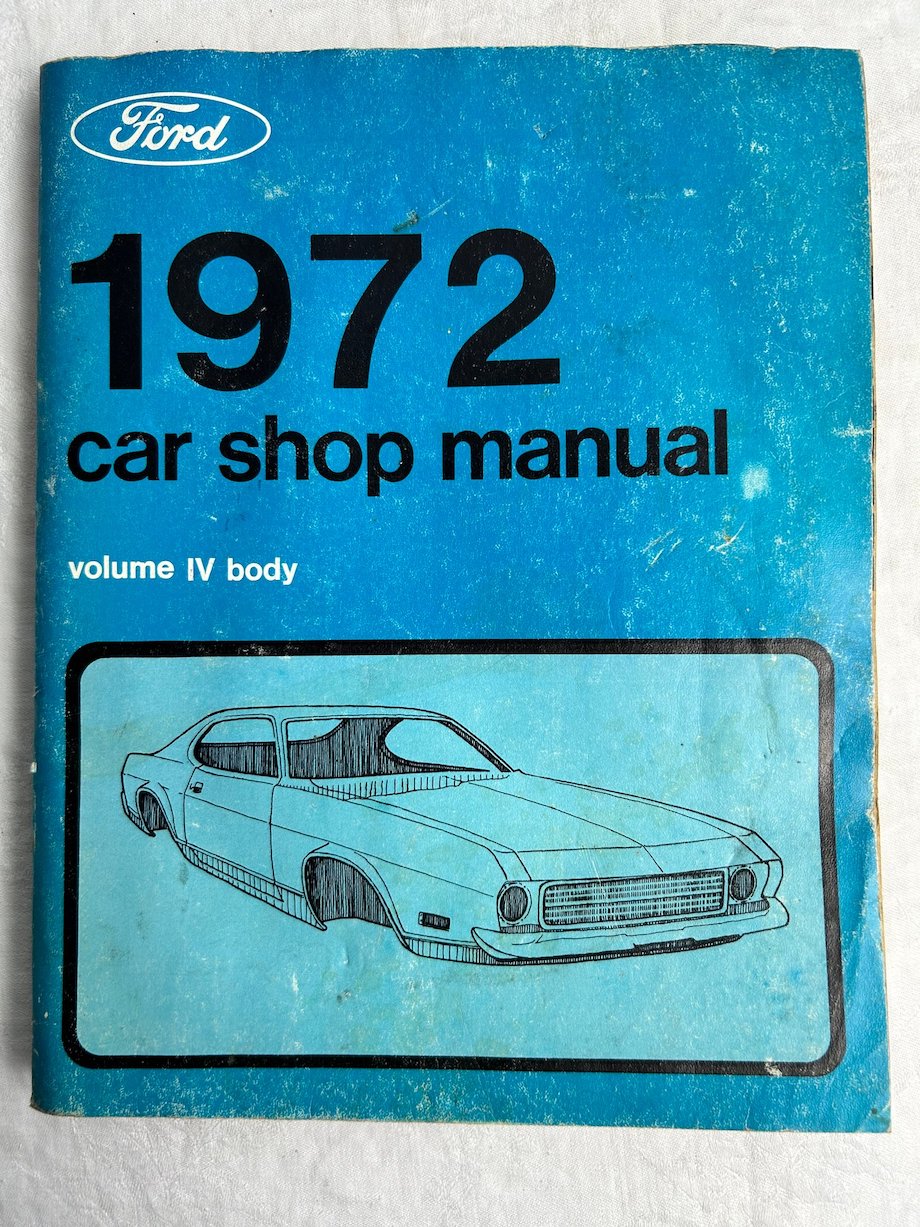 Ford
1972
car shop manual
volume IV body